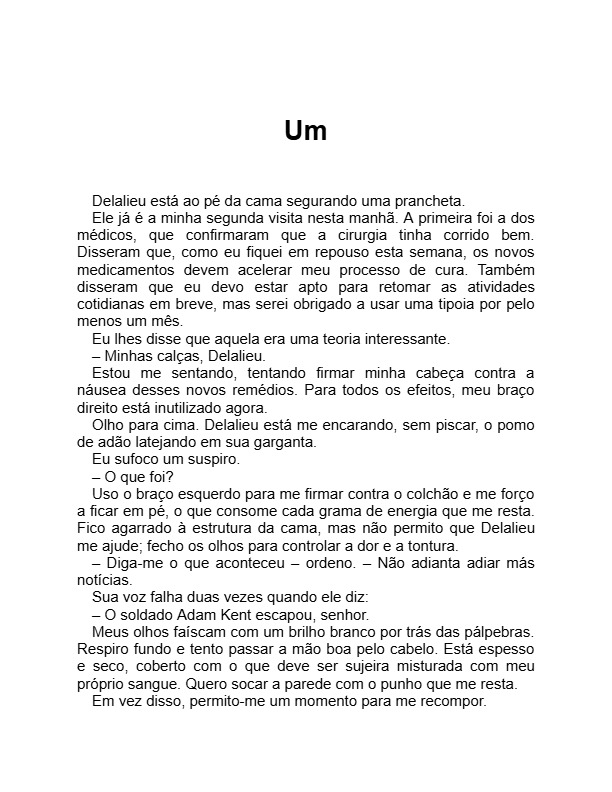 Um
Delalieu está ao pé da cama segurando uma prancheta.
Ele já é a minha segunda visita nesta manhã. A primeira foi a dos
médicos, que confirmaram que a cirurgia tinha corrido bem.
Disseram que, como eu fiquei em repouso esta semana, os novos
medicamentos devem acelerar meu processo de cura. Também
disseram que eu devo estar apto para retomar as atividades
cotidianas em breve, mas serei obrigado a usar uma tipoia por pelo
menos um mês.
Eu lhes disse que aquela era uma teoria interessante.
– Minhas calças, Delalieu.
Estou me sentando, tentando firmar minha cabeça contra a
náusea desses novos remédios. Para todos os efeitos, meu braço
direito está inutilizado agora.
Olho para cima. Delalieu está me encarando, sem piscar, o pomo
de adão latejando em sua garganta.
Eu sufoco um suspiro.
– O que foi?
Uso o braço esquerdo para me firmar contra o colchão e me forço
a ficar em pé, o que consome cada grama de energia que me resta.
Fico agarrado à estrutura da cama, mas não permito que Delalieu
me ajude; fecho os olhos para controlar a dor e a tontura.
– Diga-me o que aconteceu – ordeno. – Não adianta adiar más
notícias.
Sua voz falha duas vezes quando ele diz:
– O soldado Adam Kent escapou, senhor.
Meus olhos faíscam com um brilho branco por trás das pálpebras.
Respiro fundo e tento passar a mão boa pelo cabelo. Está espesso
e seco, coberto com o que deve ser sujeira misturada com meu
próprio sangue. Quero socar a parede com o punho que me resta.
Em vez disso, permito-me um momento para me recompor.